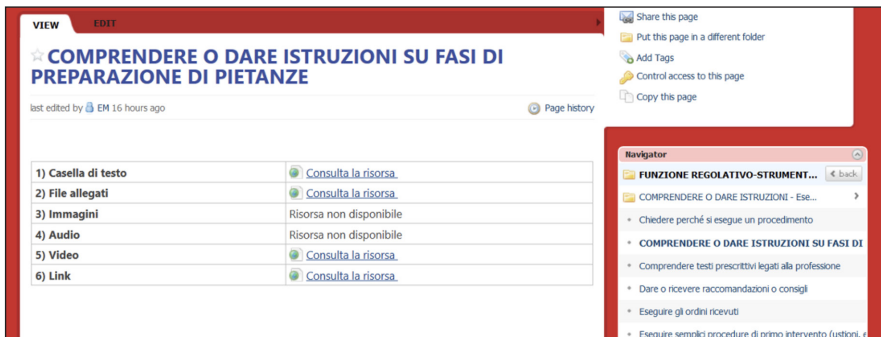 VIEW
EDIT
COMPRENDERE O DARE ISTRUZIONI SU FASI DI
PREPARAZIONE DI PIETANZE
last edited by EM 16 hours ago
Page history
1) Casella di testo Consulta la risorsa
2) File allegati Consulta la risorsa
3) Immagini Risorsa non disponibile
4) Audio Risorsa non disponibile
5) Video Consulta la risorsa
6) Link Consulta la risorsa
Share this page
Put this page in a different folder
Add Tags
Control access to this page
Copy this page
Navigator
FUNZIONE REGOLATIVO-STRUMENT... back
COMPRENDERE O DARE ISTRUZIONI - Ese...
Chiedere perché si esegue un procedimento
COMPRENDERE O DARE ISTRUZIONI SU FASI DI
Comprendere testi prescrittivi legati alla professione
Dare o ricevere raccomandazioni o consigli
Eseguire gli ordini ricevuti
Eseguire semplici procedure di primo intervento (ustioni, e